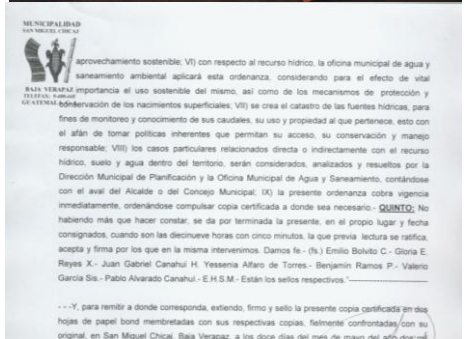 MUNICIPALIDAD
SAN MIGUEL CHICAJ
aprovechamiento sostenible; VI) con respecto al recurso hídrico, la oficina municipal de agua y
saneamiento ambiental aplicará esta ordenanza, considerando para el efecto de vital
BAJA VERAPAZ importancia el uso sostenible del mismo, así como de los mecanismos de protección y
GUATEMALA conservación de los nacimientos superficiales; VII) se crea el catastro de las fuentes hídricas, para
fines de monitoreo y conocimiento de sus caudales, su uso y propiedad al que pertenece, esto con
el afán de tomar políticas inherentes que permitan su acceso, su conservación y manejo
responsable; VIII) los casos particulares relacionados directa o indirectamente con el recurso
hídrico, suelo y agua dentro del territorio, serán considerados, analizados y resueltos por la
Dirección Municipal de Planificación y la Oficina Municipal de Agua y Saneamiento, contándose
con el aval del Alcalde o del Concejo Municipal; IX) la presente ordenanza cobra vigencia
inmediatamente, ordenándose compulsar copia certificada a donde sea necesario.- QUINTO: No
habiendo más que hacer constar, se da por terminada la presente, en el propio lugar y fecha
consignados, cuando son las diecinueve horas con cinco minutos, la que previa lectura se ratifica,
acepta y firma por los que en la misma intervenimos. Damos fe.- (fs.) Emilio Bolvito C.- Gloria E.
Reyes X.- Juan Gabriel Canahuí H. Yessenia Alfaro de Torres.- Benjamín Ramos P.- Valerio
García Sis.- Pablo Alvarado Canahuí.- E.H.S.M - Están los sellos respectivos."
- - -Y, para remitir a donde corresponda, extiendo, firmo y sello la presente copia certificada en dos
hojas de papel bond membretadas con sus respectivas copias, fielmente confrontadas con su
original, en San Miguel Chicaj, Baja Verapaz, a los doce días del mes de mayo del año dos mil